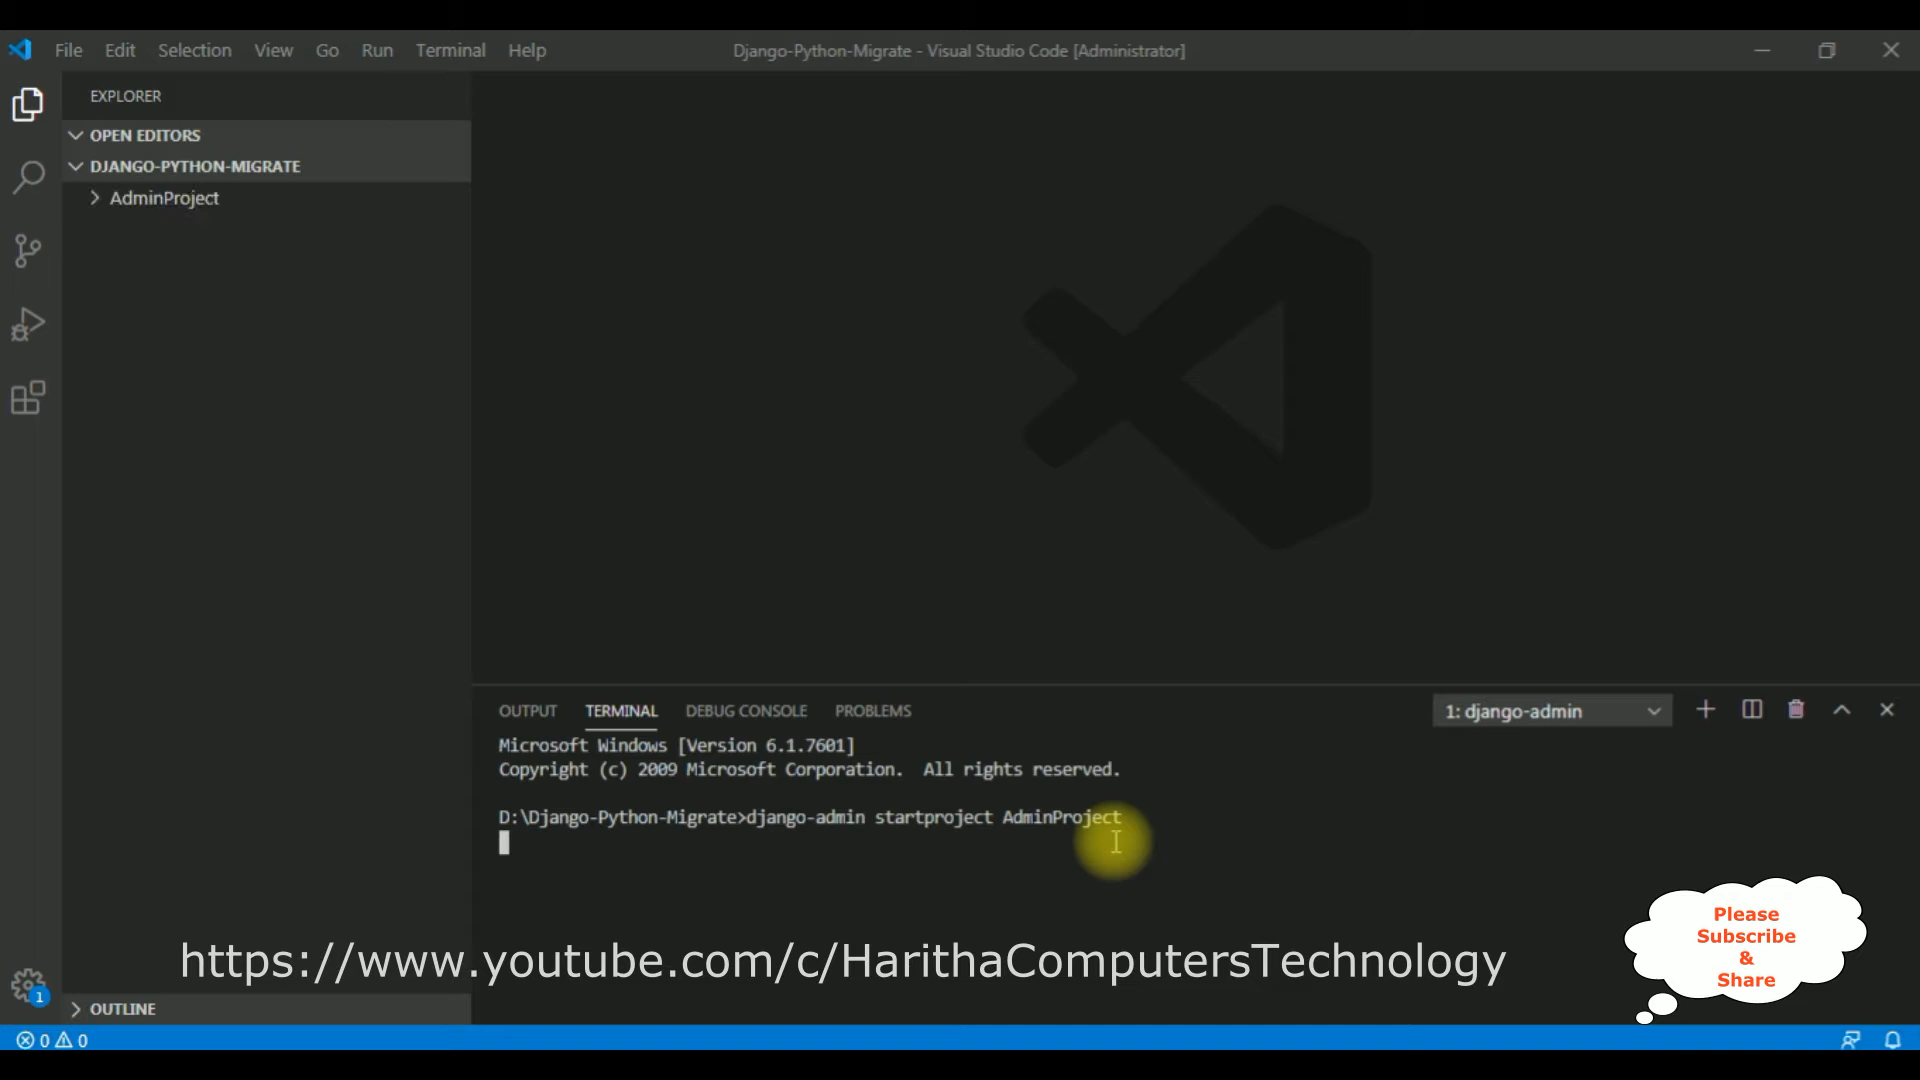 File Edit Selection View Go Run Terminal Help
Django-Python-Migrate - Visual Studio Code [Administrator]
EXPLORER
OPEN EDITORS
DJANGO-PYTHON-MIGRATE
AdminProject
OUTPUT TERMINAL DEBUG CONSOLE PROBLEMS
1: django-admin
Microsoft Windows [Version 6.1.7601]
Copyright (c) 2009 Microsoft Corporation.  All rights reserved.
D:\Django-Python-Migrate>django-admin startproject AdminProject
Please
Subscribe
&
Share
https://www.youtube.com/c/HarithaComputersTechnology
1
OUTLINE
0 0